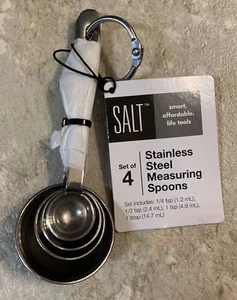 SALT™
smart.
affordable.
life tools
Set of
4
Stainless
Steel
Measuring
Spoons
Set includes: 1/4 tsp (1.2 mL),
1/2 tsp (2.4 mL), 1 tsp (4.9 mL),
1 tbsp (14.7 mL)